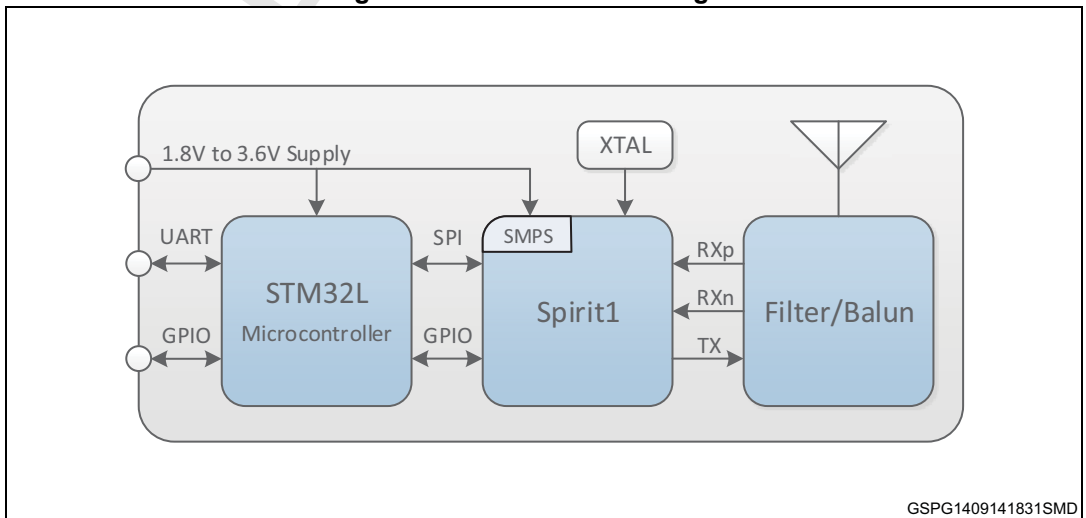 1.8V to 3.6V Supply
XTAL
UART
SPI
SMPS
RXp
STM32L
Microcontroller
Spirit1
RXn
Filter/Balun
GPIO
GPIO
TX
GSPG1409141831SMD